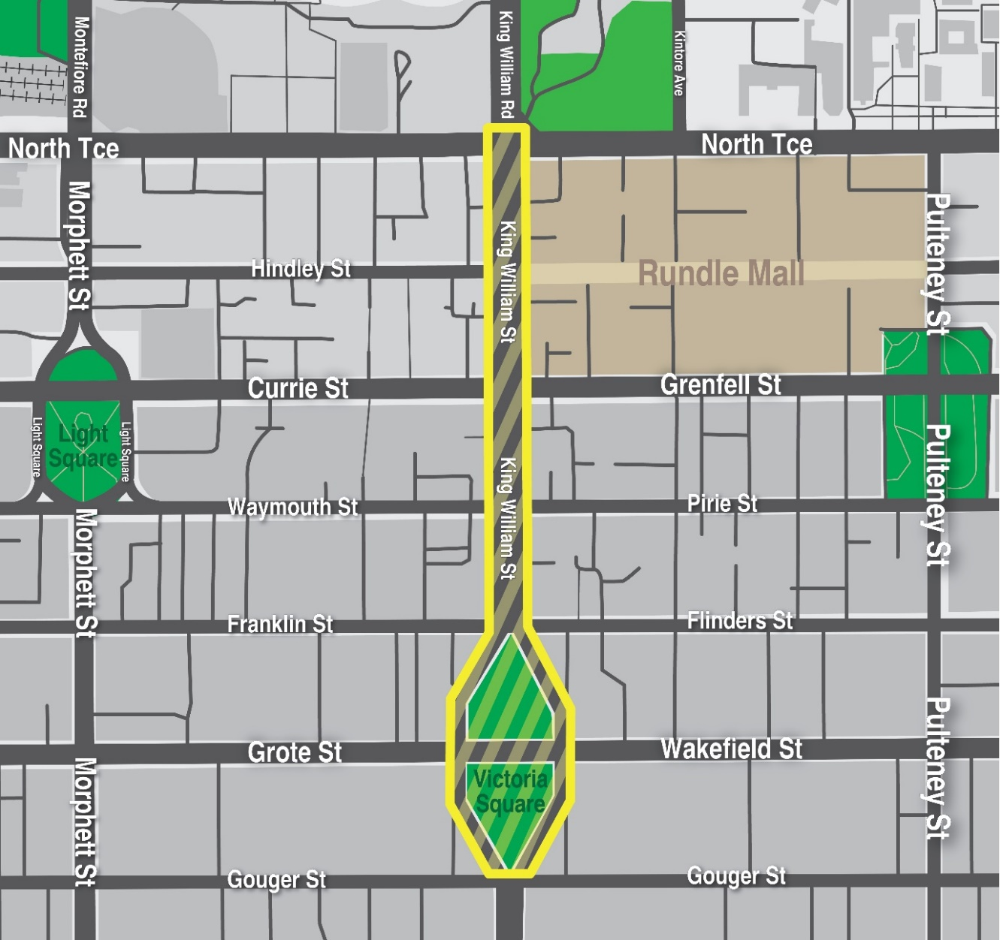 Montefiore Rd
King William Rd
Kintore Ave
North Tce
North Tce
Morphett St
King William St
Pulteney St
Hindley St
Rundle Mall
Currie St
Grenfell St
Light Square
Light
Square
Light Square
King William St
Pulteney St
Waymouth St
Pirie St
Morphett St
Franklin St
Flinders St
Pulteney St
Grote St
Wakefield St
Morphett St
Victoria
Square
Gouger St
Gouger St